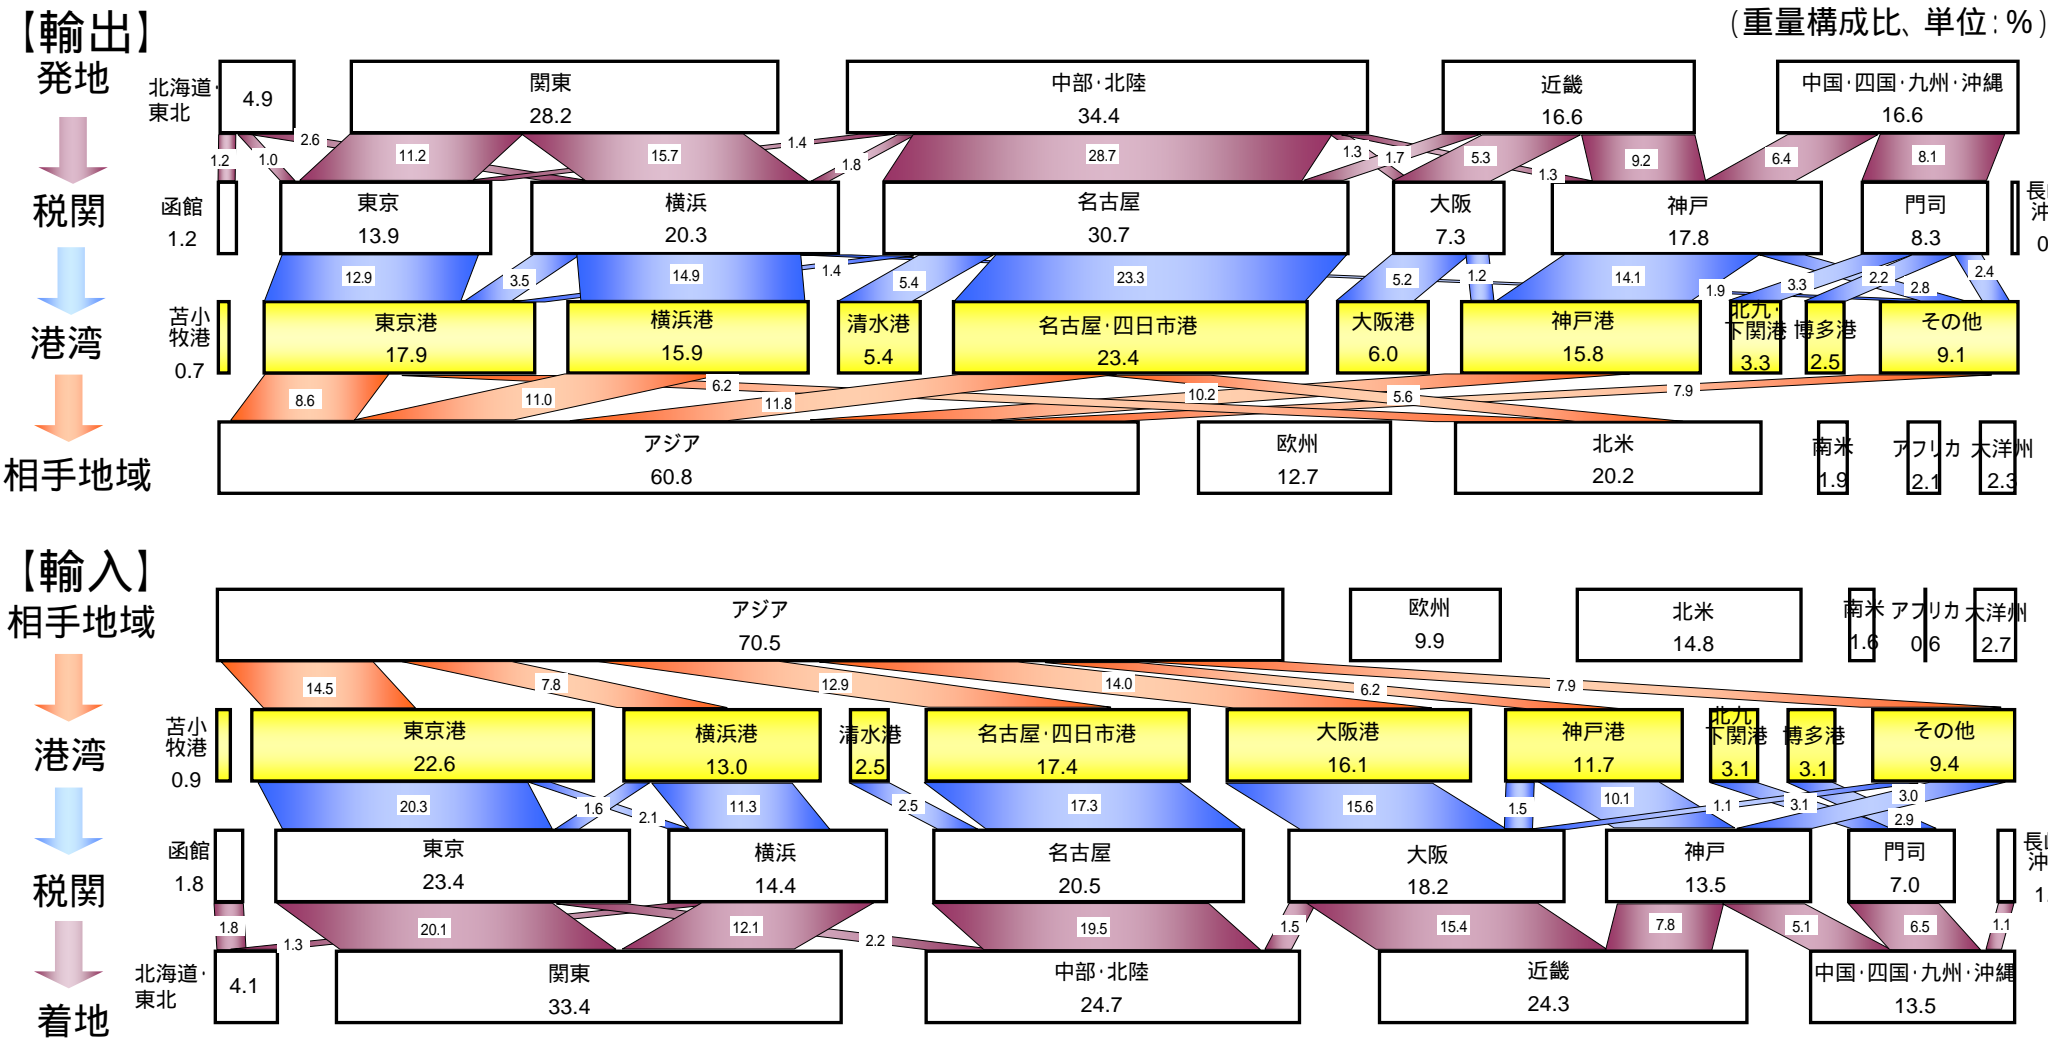 【輸出】
(重量構成比、単位:%)
発地
北海道・
東北
4.9
関東
28.2
中部・北陸
34.4
近畿
16.6
中国・四国・九州・沖縄
16.6
1.2
1.0
2.6
11.2
15.7
1.4
1.8
28.7
1.3
1.7
5.3
1.3
9.2
6.4
8.1
税関
函館
1.2
東京
13.9
横浜
20.3
名古屋
30.7
大阪
7.3
神戸
17.8
門司
8.3
沖
0
12.9
3.5
14.9
1.4
5.4
23.3
5.2
1.2
14.1
1.9
3.3
2.2
2.8
2.4
港湾
苫小
牧港
0.7
東京港
17.9
横浜港
15.9
清水港
5.4
名古屋・四日市港
23.4
大阪港
6.0
神戸港
15.8
北九・
下関港
3.3
博多港
2.5
その他
9.1
8.6
11.0
6.2
11.8
10.2
5.6
7.9
相手地域
アジア
60.8
欧州
12.7
北米
20.2
南米
1.9
アフリカ
2.1
大洋州
2.3
【輸入】
相手地域
アジア
70.5
欧州
9.9
北米
14.8
南米
1.6
アフリカ
0.6
大洋州
2.7
14.5
7.8
12.9
14.0
6.2
7.9
港湾
苫小
牧港
0.9
東京港
22.6
横浜港
13.0
清水港
2.5
名古屋・四日市港
17.4
大阪港
16.1
神戸港
11.7
北九
下関港
3.1
博多港
3.1
その他
9.4
20.3
1.6
2.1
11.3
2.5
17.3
15.6
1.5
10.1
1.1
3.1
3.0
2.9
税関
函館
1.8
東京
23.4
横浜
14.4
名古屋
20.5
大阪
18.2
神戸
13.5
門司
7.0
沖
1.
1.8
1.3
20.1
12.1
2.2
19.5
1.5
15.4
7.8
5.1
6.5
1.1
着地
北海道・
東北
4.1
関東
33.4
中部・北陸
24.7
近畿
24.3
中国・四国・九州・沖縄
13.5